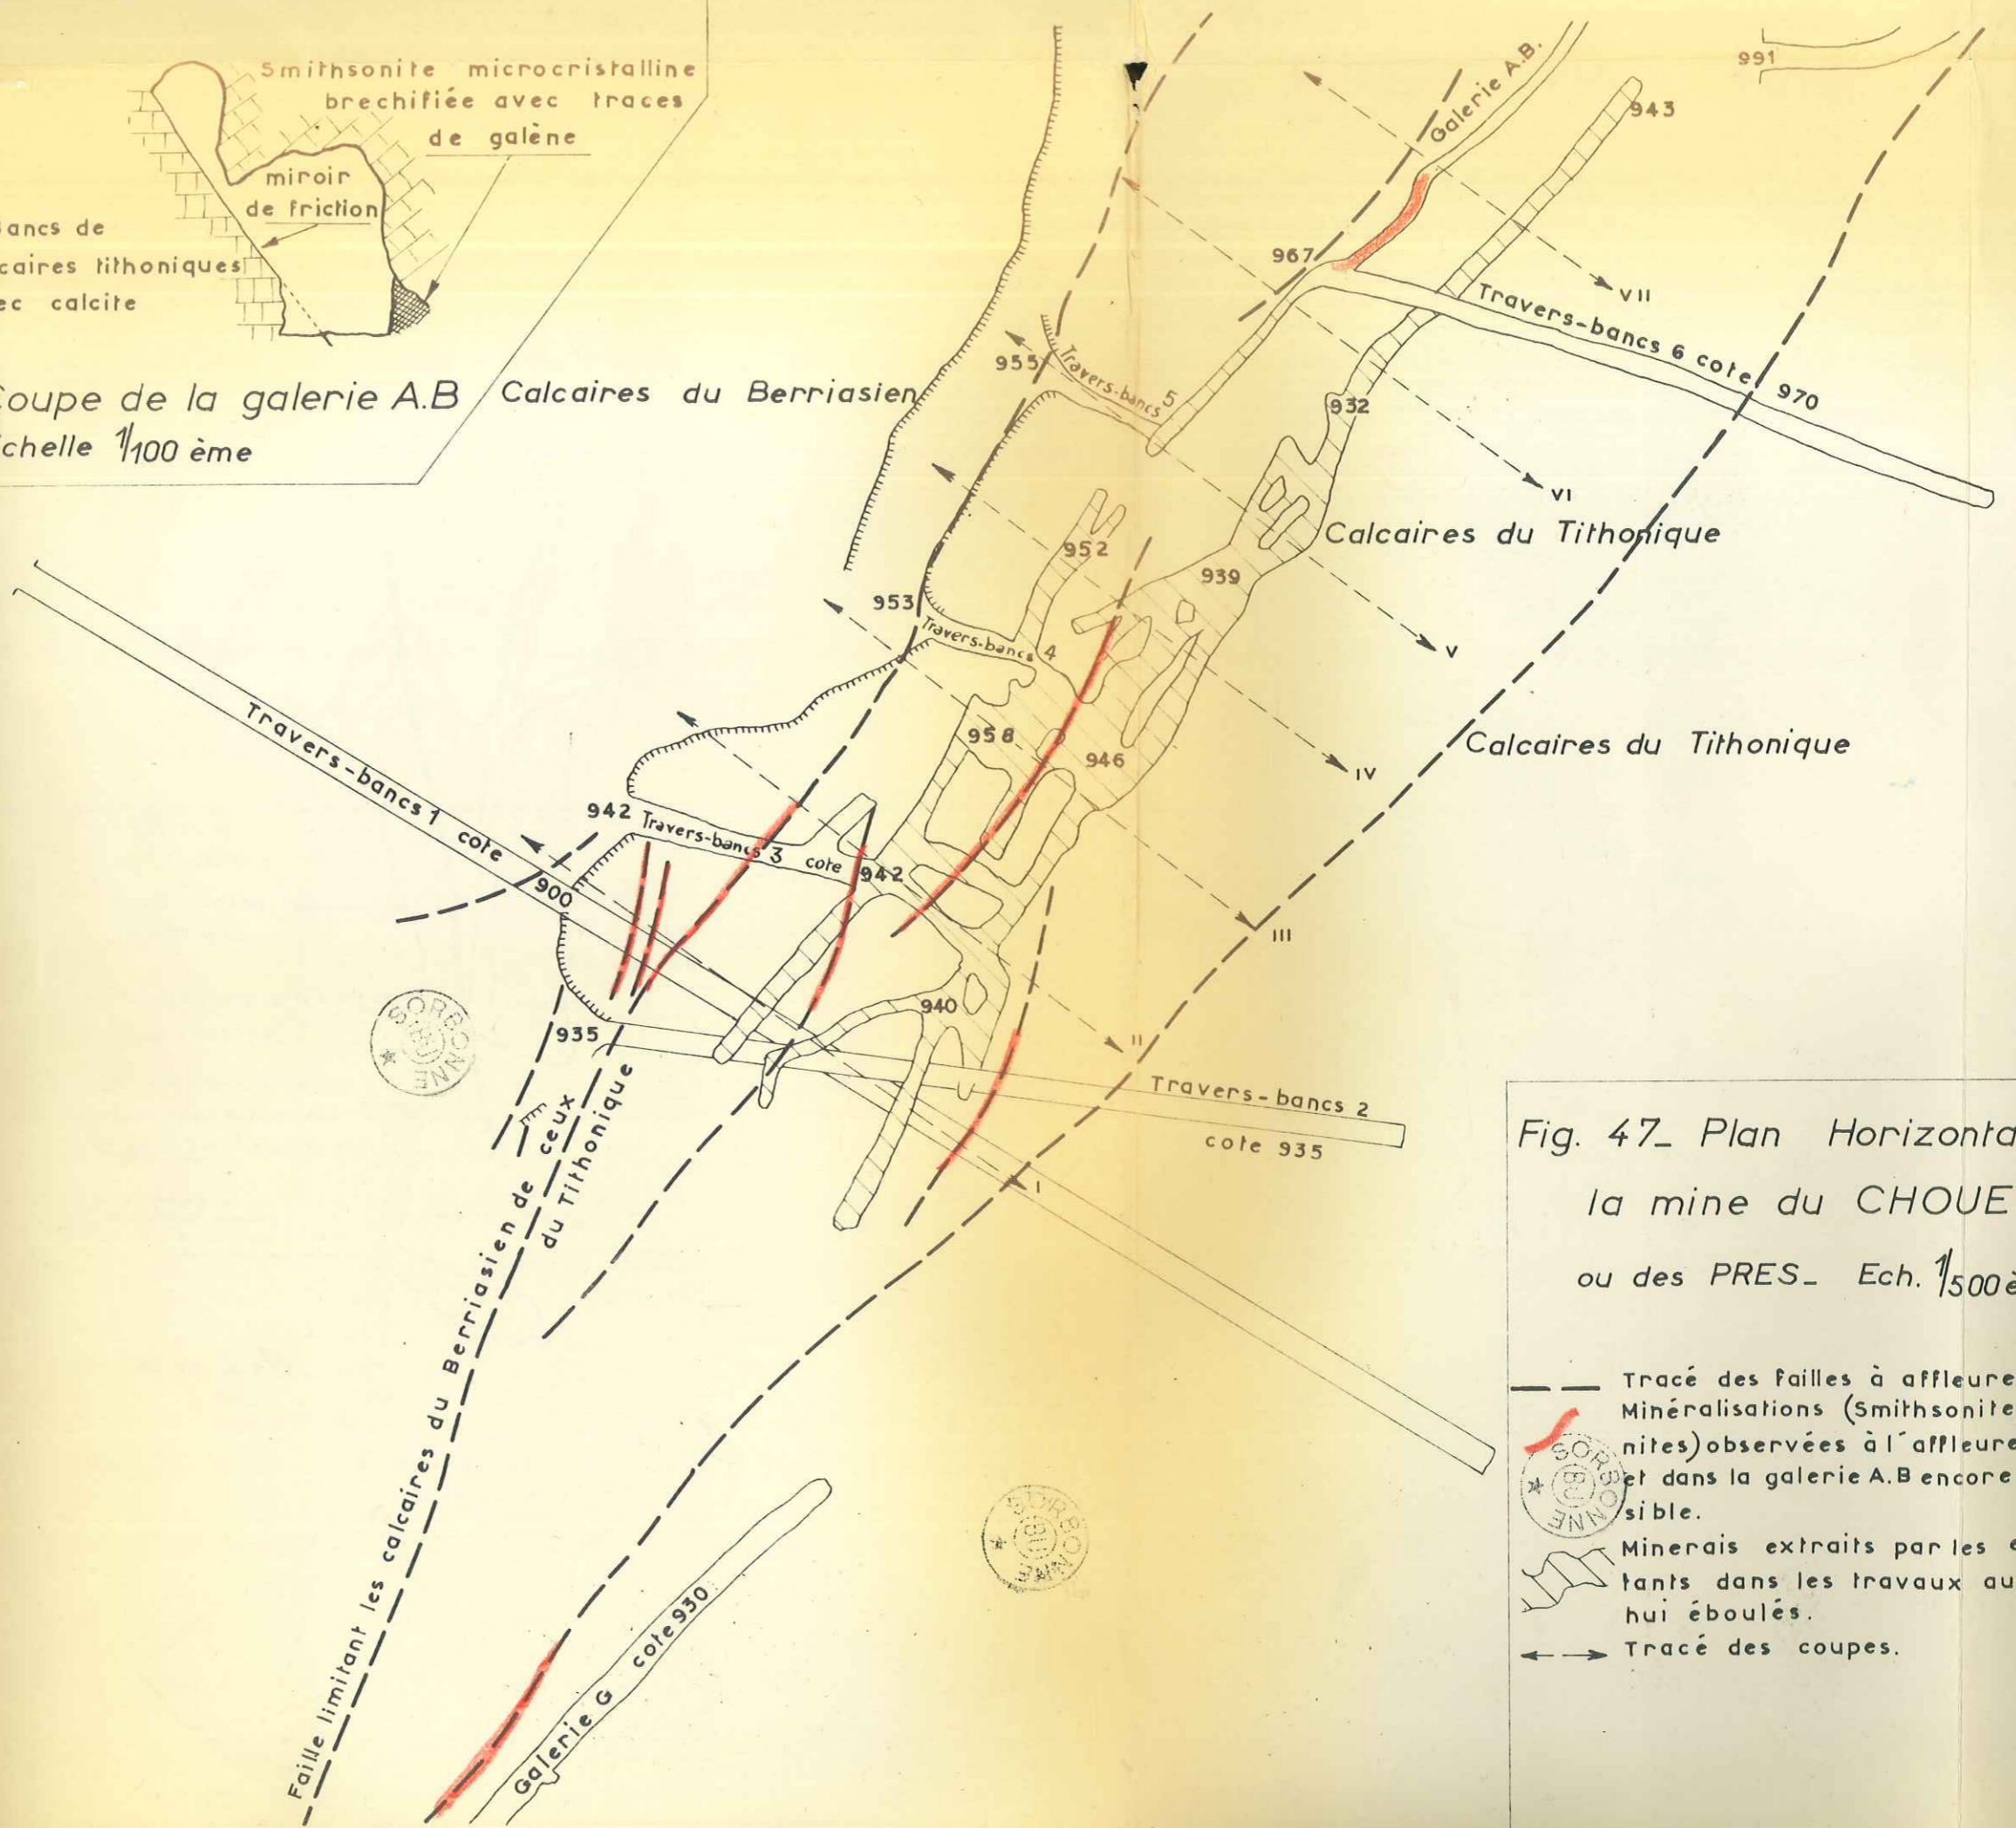 Smithsonite microcristalline
brechifiée avec traces
de galène
miroir
de friction
ancs de
caires tithoniques
ec calcite
Coupe de la galerie A.B
chelle 1/100 ème
Calcaires du Berriasien
991
Galerie A.B.
943
967
VII
Travers-bancs 6 cote 970
955
Travers-bancs 5
932
VI
Calcaires du Tithonique
952
939
953
Travers-bancs 4
V
Travers-bancs 1 cote 900
958
946
Calcaires du Tithonique
IV
942
Travers-bancs 3 cote 942
III
940
935
II
Travers-bancs 2
cote 935
I
Faille limitant les calcaires du Berriasien de ceux
du Tithonique
Galerie G cote 930
SORBONNE
BU
SORBONNE
BU
Fig. 47_ Plan Horizonta
la mine du CHOUE
ou des PRES_ Ech. 1/500è
Tracé des failles à affleure
Minéralisations (Smithsonite
nites) observées à l'affleure
et dans la galerie A.B encore
sible.
SORBONNE
BU
Minerais extraits par les e
tants dans les travaux au
hui éboulés.
Tracé des coupes.